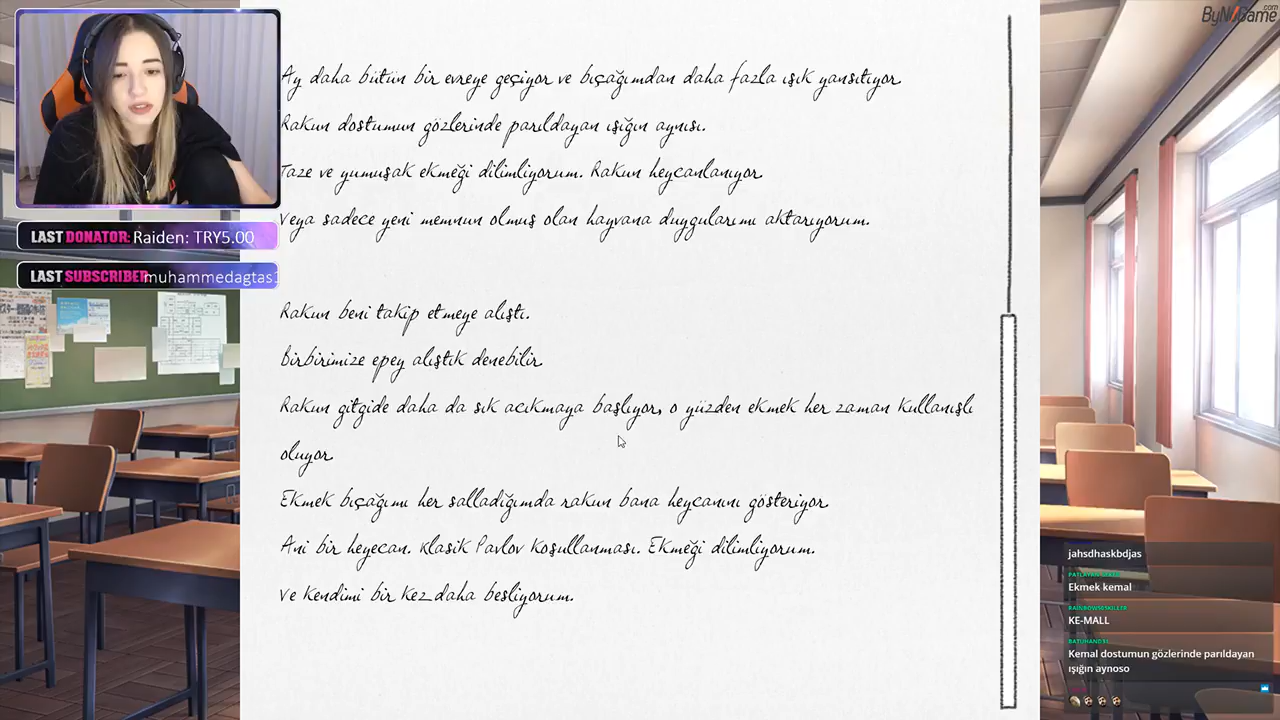 ByNoGame.com
Ay daha bütün bir evreye geçiyor ve bıçağımdan daha fazla ışık yansıtıyor
Rakun dostumun gözlerinde parıldayan ışığın aynısı.
Taze ve yumuşak ekmeği dilimliyorum. Rakun heycanlanıyor.
Veya sadece yeni memnun olmuş olan hayvana duygularımı aktarıyorum.
LAST DONATOR: Raiden: TRY5.00
LAST SUBSCRIBER muhammedagtas
Rakun beni takip etmeye alıştı.
Birbirimize epey alıştık denebilir
Rakun gitgide daha da sık acıkmaya başlıyor, o yüzden ekmek her zaman kullanışlı
oluyor
Ekmek bıçağımı her salladığımda rakun bana heycanını gösteriyor
Ani bir heyecan. Klasik Pavlov koşullanması. Ekmeği dilimliyorum.
Ve kendimi bir kez daha besliyorum.
jahsdhaskbdjas
Ekmek kemal
KE-MALL
Kemal dostumun gözlerinde parıldayan
ışığın aynoso